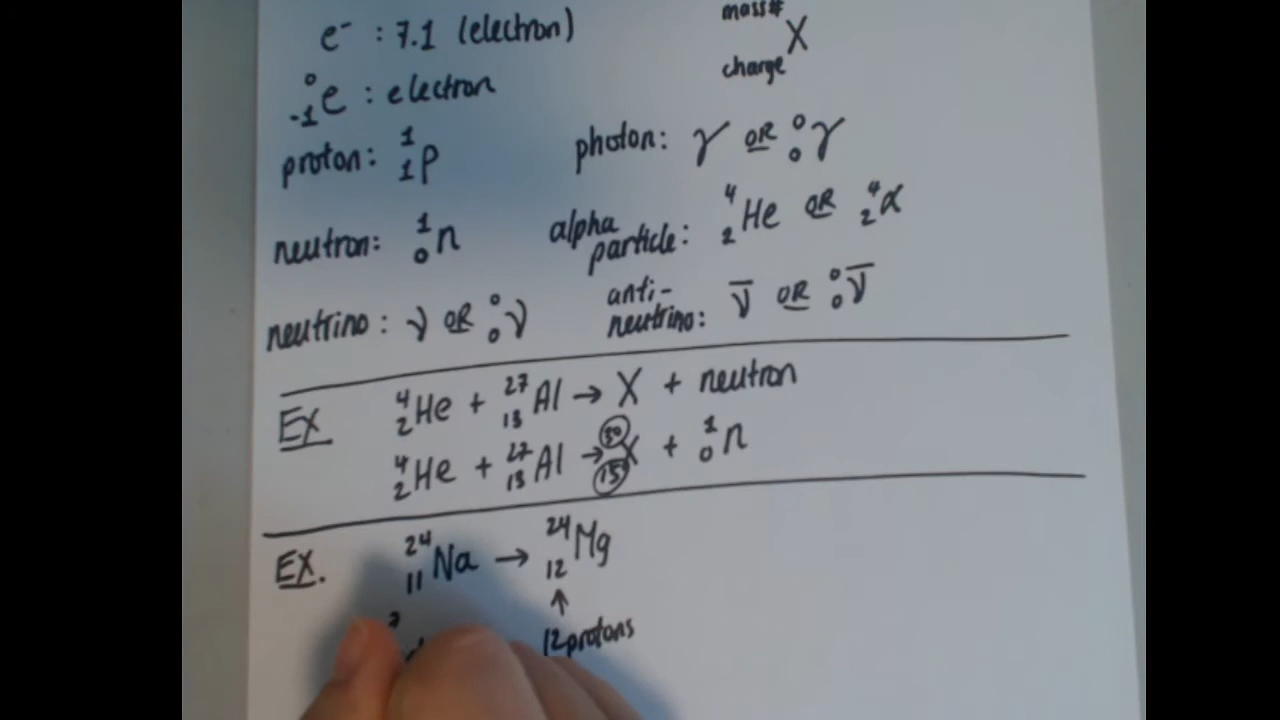 e⁻ : 7.1 (electron)
mass#
X
charge
⁰₋₁e : electron
proton: ¹₁p
photon: γ OR ⁰₀γ
neutron: ¹₀n
alpha particle: ⁴₂He OR ⁴₂α
neutrino: ν OR ⁰₀ν
anti-
neutrino: ν̅ OR ⁰₀ν̅
EX ⁴₂He + ²⁷₁₃Al → X + neutron
⁴₂He + ²⁷₁₃Al → ³⁰₁₅X + ¹₀n
EX. ²⁴₁₁Na → ²⁴₁₂Mg
↑
12 protons